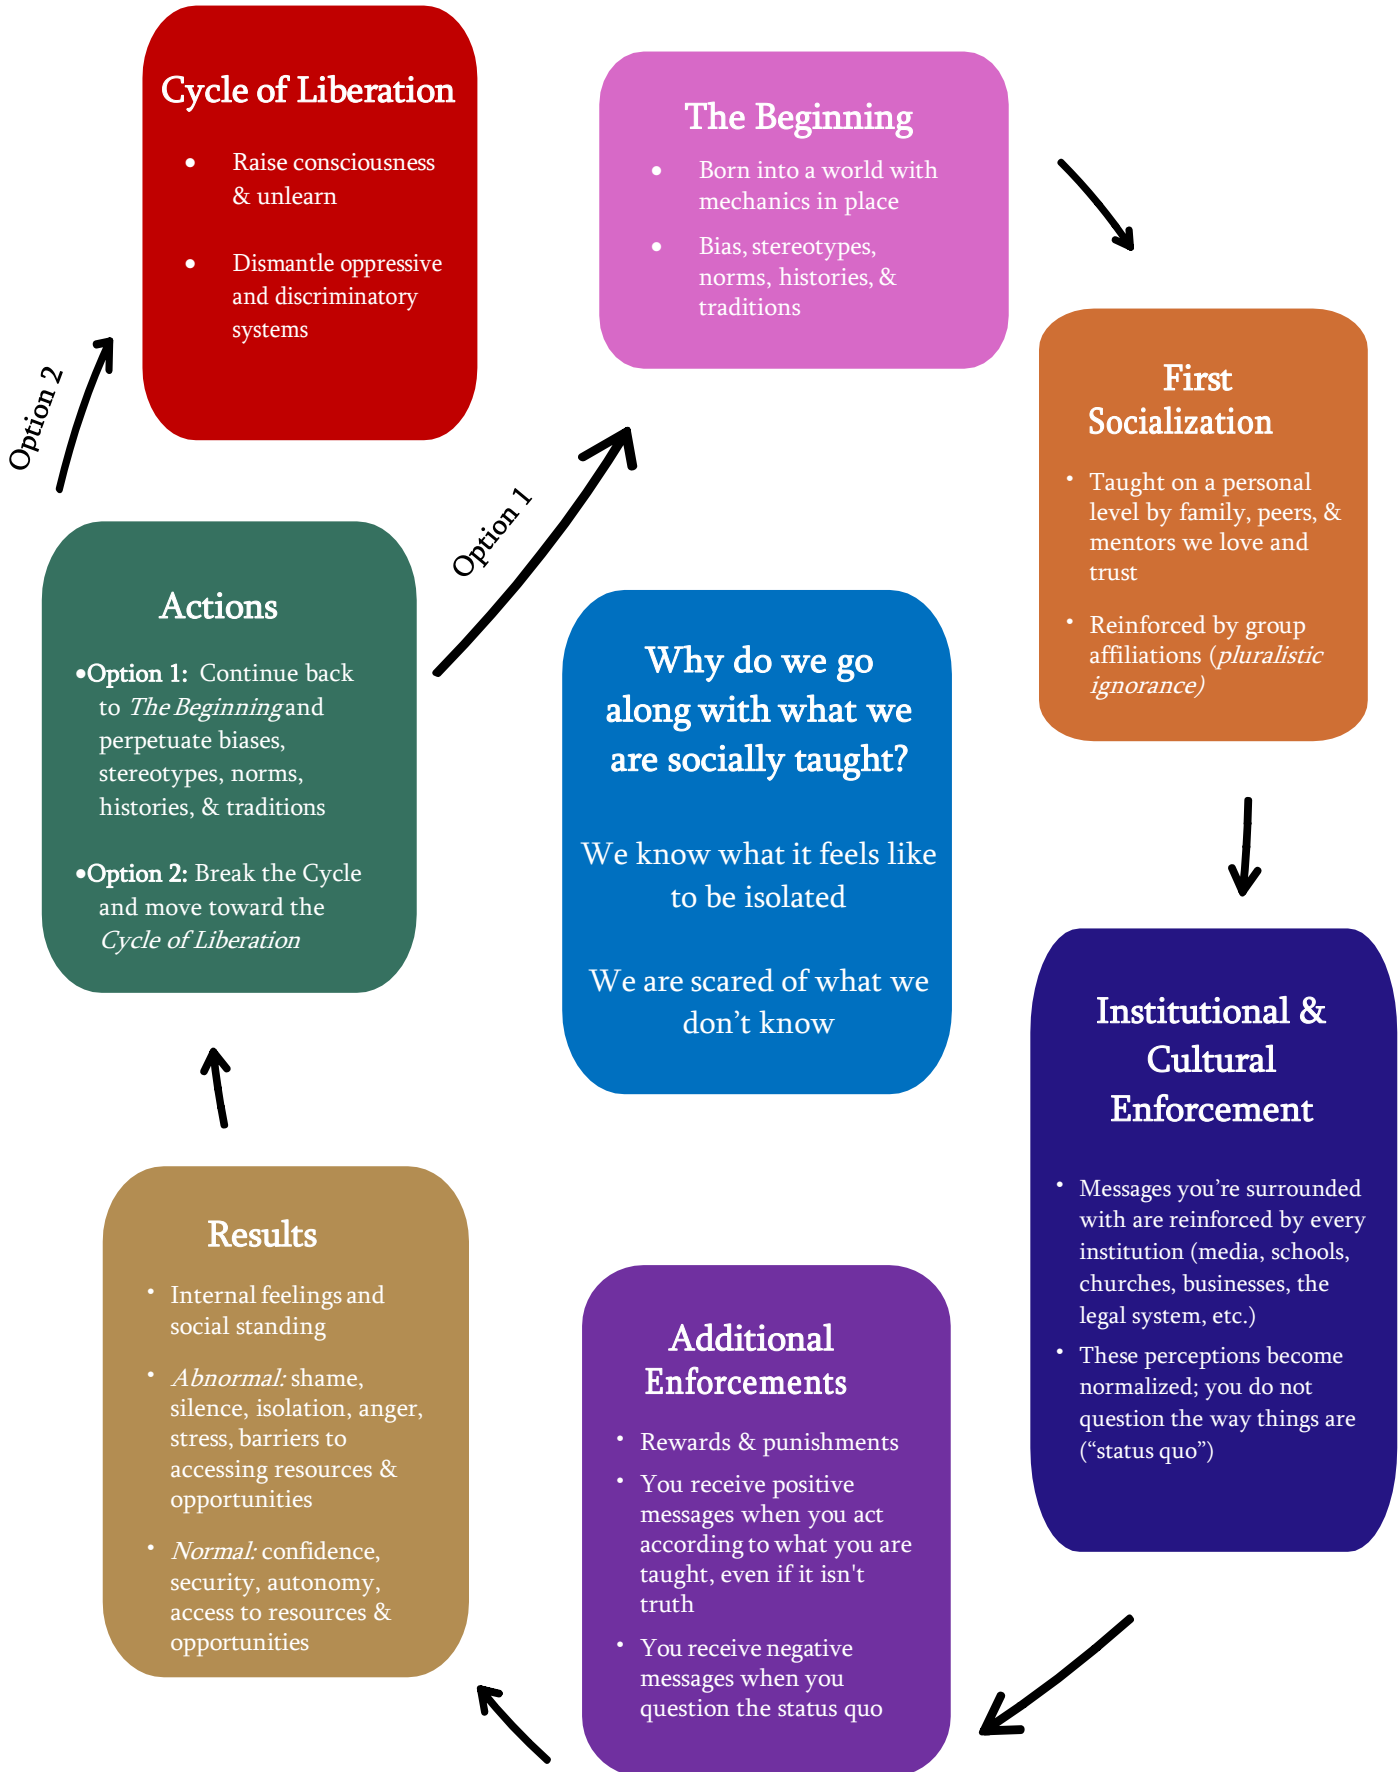 Cycle of Liberation
• Raise consciousness
& unlearn
• Dismantle oppressive
and discriminatory
systems
The Beginning
• Born into a world with
mechanics in place
• Bias, stereotypes,
norms, histories, &
traditions
First
Socialization
• Taught on a personal
level by family, peers, &
mentors we love and
trust
• Reinforced by group
affiliations (pluralistic
ignorance)
Option 2
Option 1
Actions
•Option 1: Continue back
to The Beginning and
perpetuate biases,
stereotypes, norms,
histories, & traditions
•Option 2: Break the Cycle
and move toward the
Cycle of Liberation
Why do we go
along with what we
are socially taught?
We know what it feels like
to be isolated
We are scared of what we
don’t know
Institutional &
Cultural
Enforcement
• Messages you’re surrounded
with are reinforced by every
institution (media, schools,
churches, businesses, the
legal system, etc.)
• These perceptions become
normalized; you do not
question the way things are
(“status quo”)
Additional
Enforcements
• Rewards & punishments
• You receive positive
messages when you act
according to what you are
taught, even if it isn't
truth
• You receive negative
messages when you
question the status quo
Results
• Internal feelings and
social standing
• Abnormal: shame,
silence, isolation, anger,
stress, barriers to
accessing resources &
opportunities
• Normal: confidence,
security, autonomy,
access to resources &
opportunities